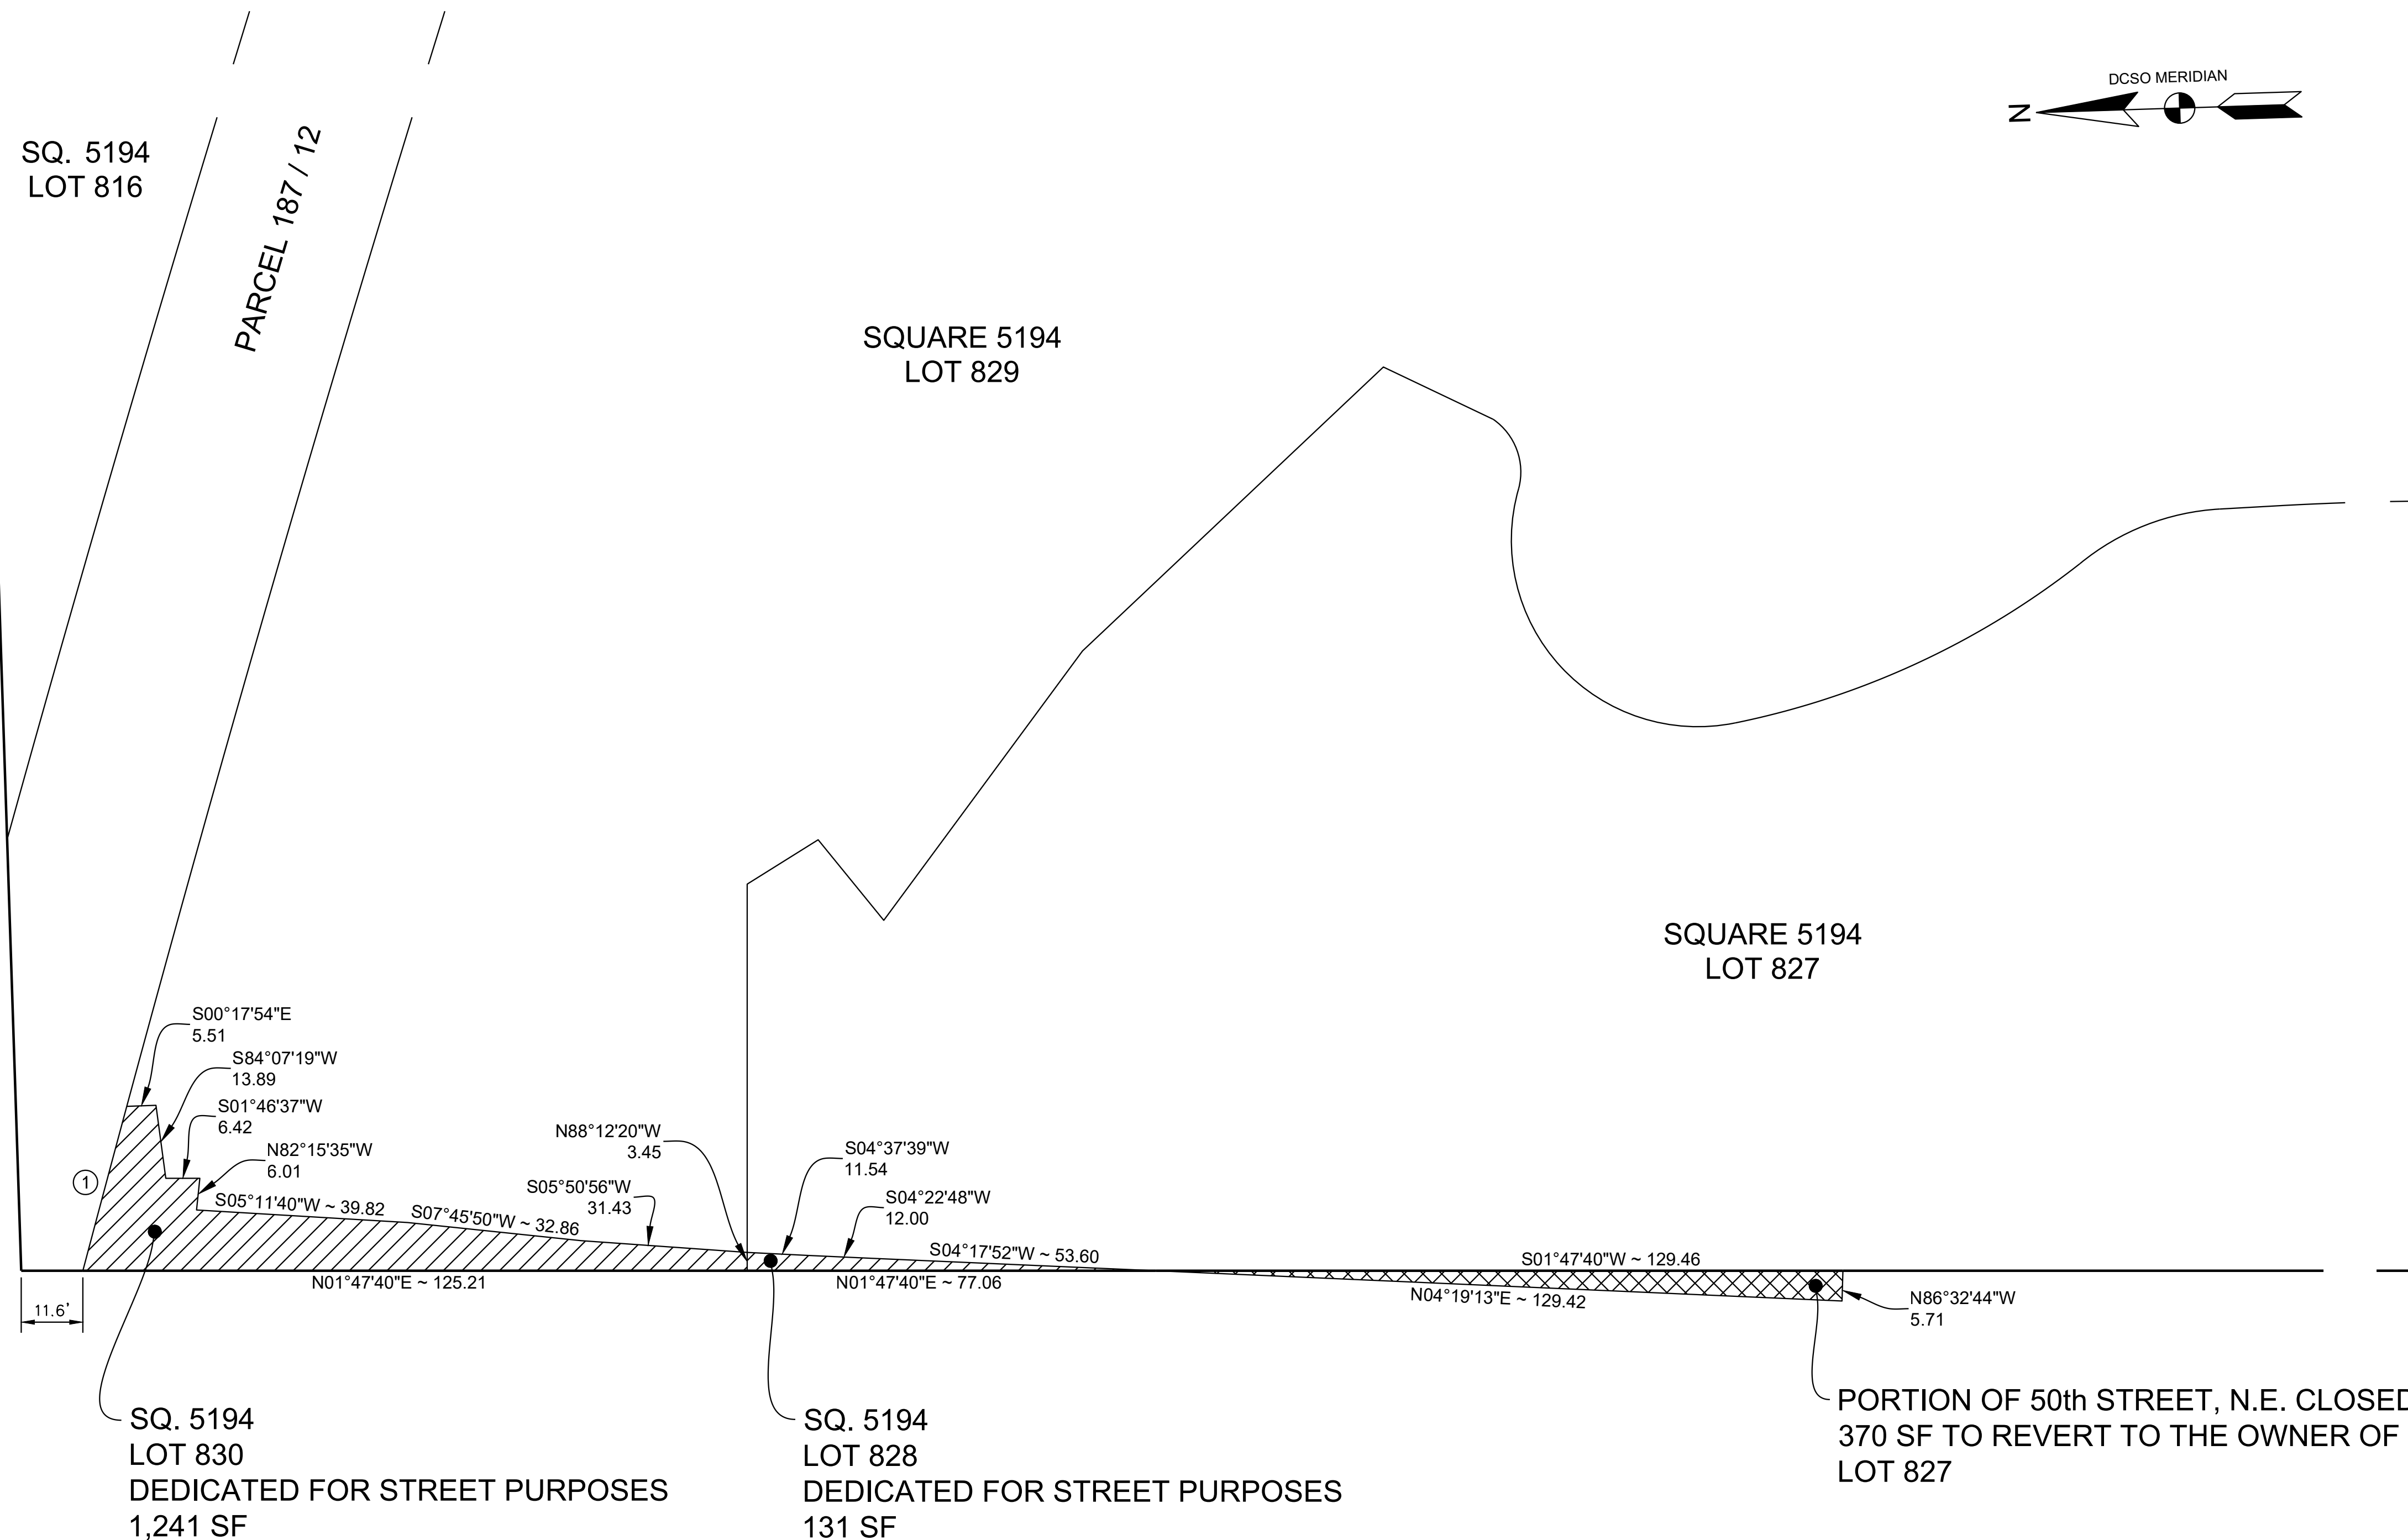 DCSO MERIDIAN
N
SQ. 5194
LOT 816
PARCEL 187 / 12
SQUARE 5194
LOT 829
SQUARE 5194
LOT 827
S00°17'54"E
5.51
S84°07'19"W
13.89
S01°46'37"W
6.42
N82°15'35"W
6.01
1
S05°11'40"W ~ 39.82
S07°45'50"W ~ 32.86
S05°50'56"W
31.43
N88°12'20"W
3.45
S04°37'39"W
11.54
S04°22'48"W
12.00
S04°17'52"W ~ 53.60
S01°47'40"W ~ 129.46
N01°47'40"E ~ 125.21
N01°47'40"E ~ 77.06
N04°19'13"E ~ 129.42
N86°32'44"W
5.71
11.6'
SQ. 5194
LOT 830
DEDICATED FOR STREET PURPOSES
1,241 SF
SQ. 5194
LOT 828
DEDICATED FOR STREET PURPOSES
131 SF
PORTION OF 50th STREET, N.E. CLOSED
370 SF TO REVERT TO THE OWNER OF
LOT 827